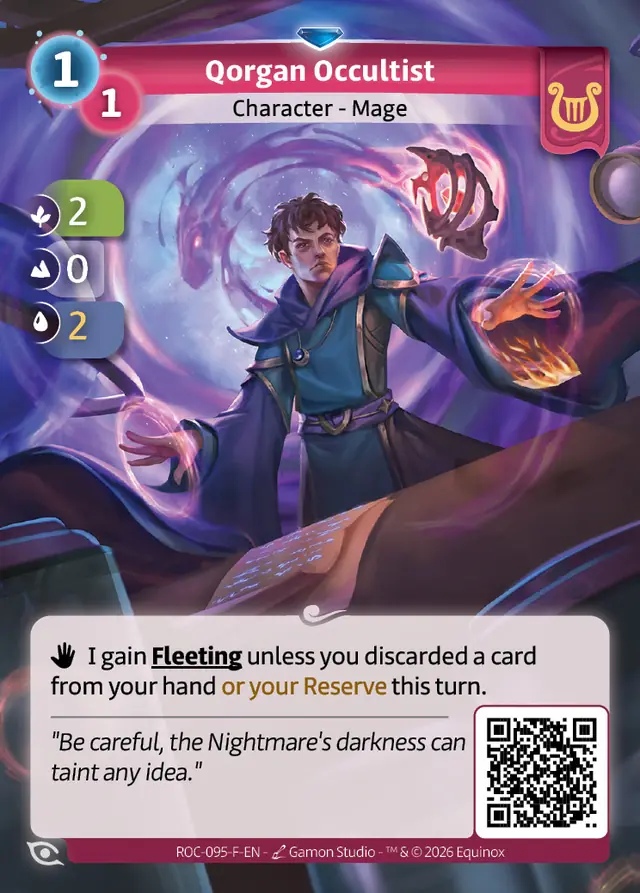 1
1
Qorgan Occultist
Character - Mage
2
0
2
I gain Fleeting unless you discarded a card
from your hand or your Reserve this turn.
"Be careful, the Nightmare's darkness can
taint any idea."
ROC-095-F-EN - Gamon Studio - ™ & © 2026 Equinox